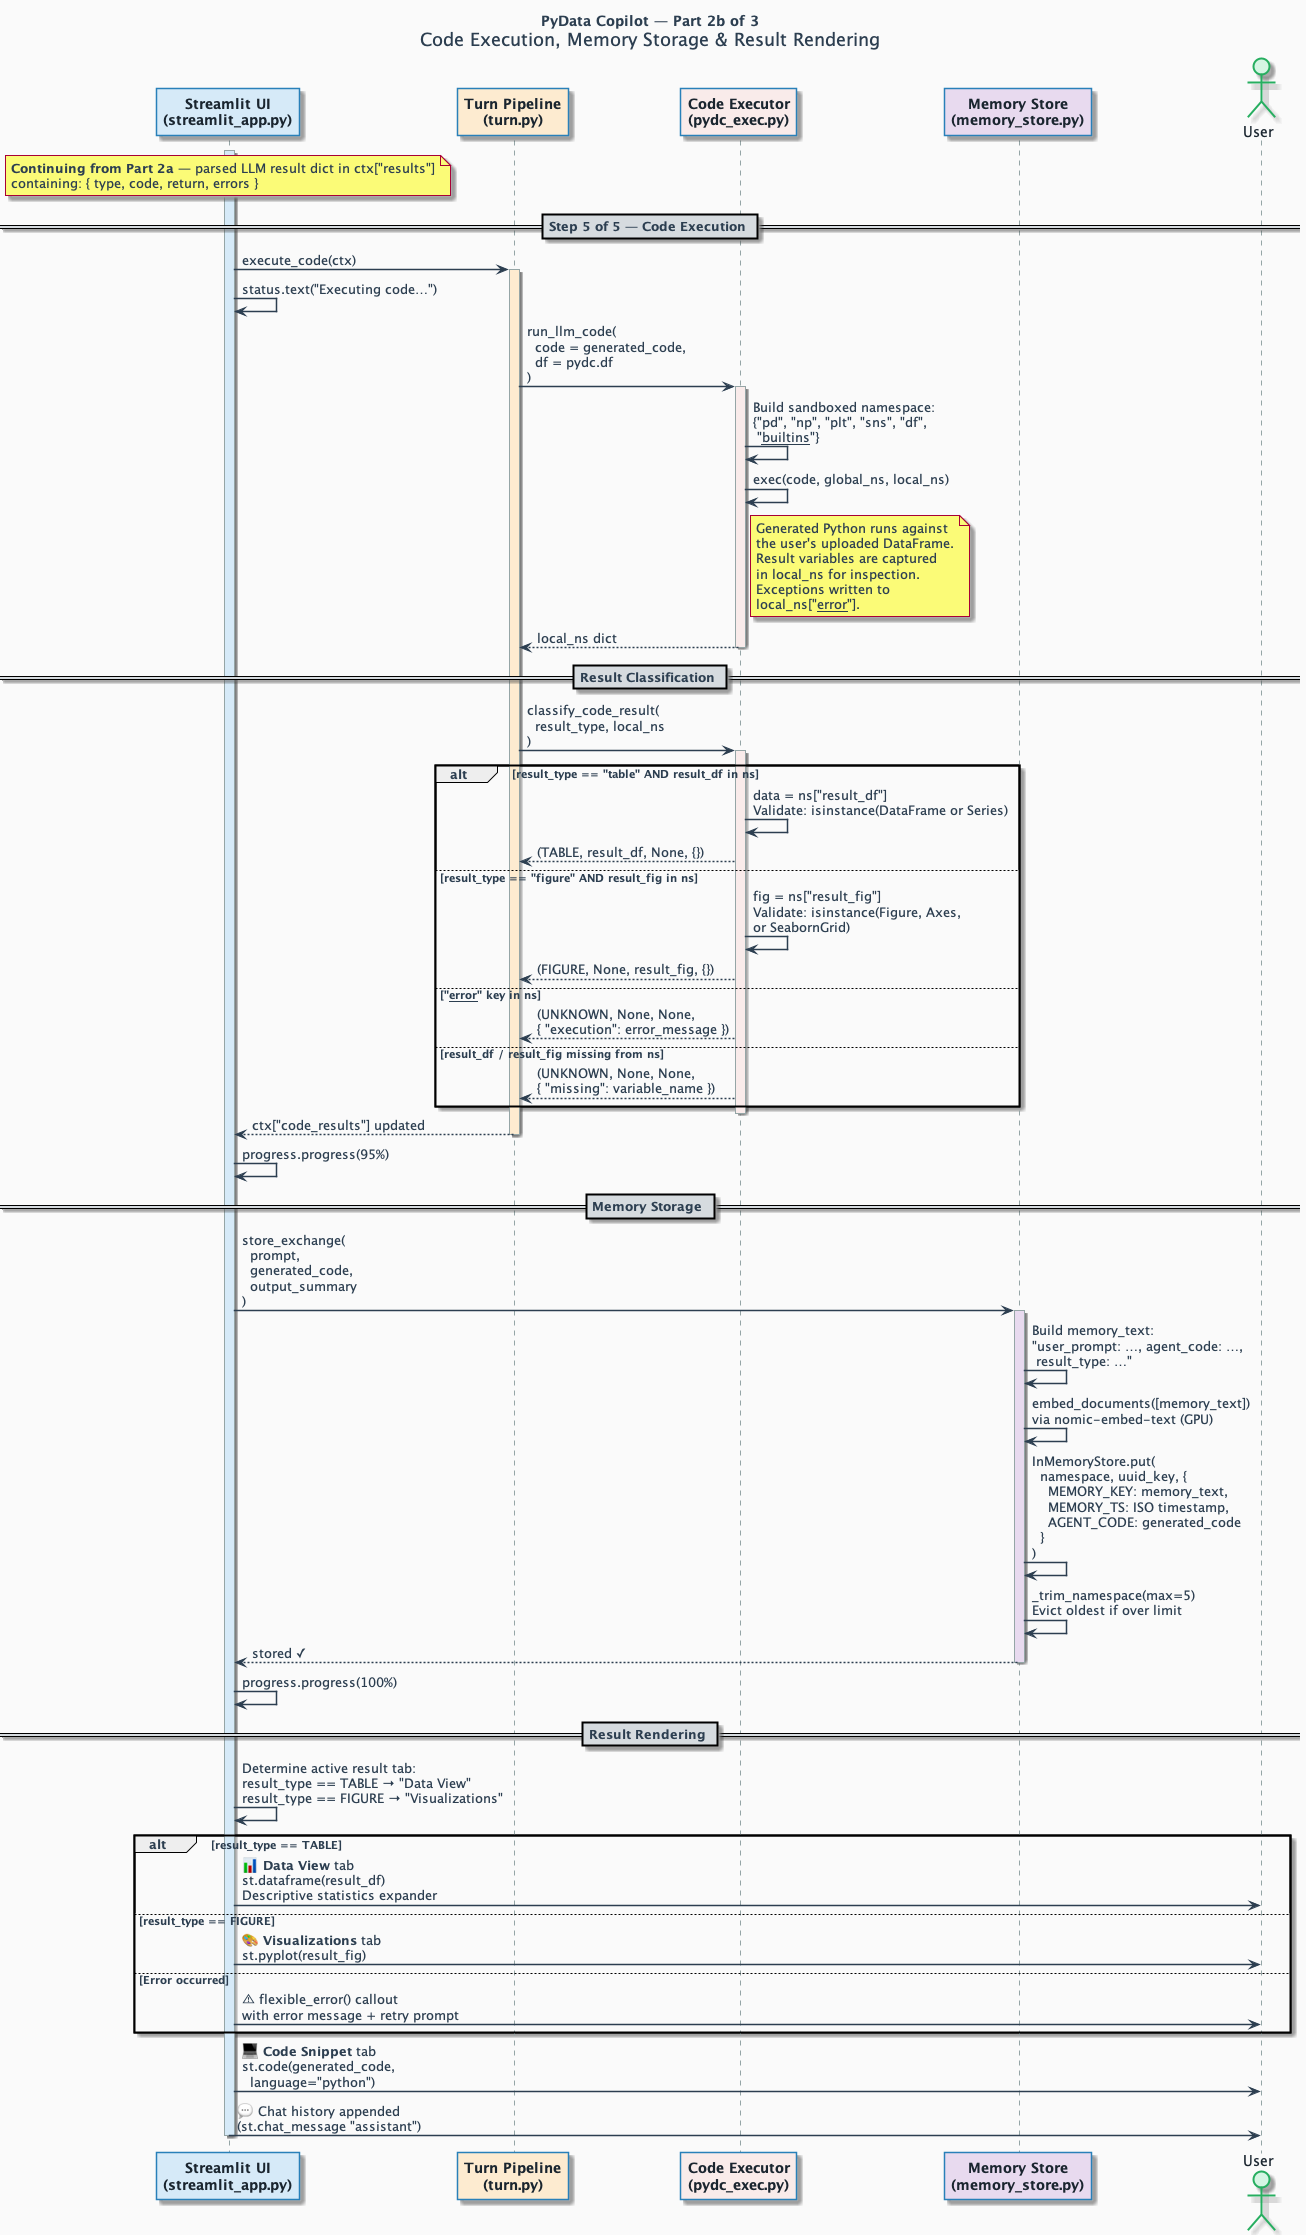 PyData Copilot — Part 2b of 3
Code Execution, Memory Storage & Result Rendering
Streamlit UI
(streamlit_app.py)
Turn Pipeline
(turn.py)
Code Executor
(pydc_exec.py)
Memory Store
(memory_store.py)
User
Continuing from Part 2a — parsed LLM result dict in ctx["results"]
containing: { type, code, return, errors }
Step 5 of 5 — Code Execution
execute_code(ctx)
status.text("Executing code...")
run_llm_code(
code = generated_code,
df = pydc.df
)
Build sandboxed namespace:
{"pd", "np", "plt", "sns", "df",
"builtins"}
exec(code, global_ns, local_ns)
Generated Python runs against
the user's uploaded DataFrame.
Result variables are captured
in local_ns for inspection.
Exceptions written to
local_ns["error"].
local_ns dict
Result Classification
classify_code_result(
result_type, local_ns
)
alt
[result_type == "table" AND result_df in ns]
data = ns["result_df"]
Validate: isinstance(DataFrame or Series)
(TABLE, result_df, None, {})
[result_type == "figure" AND result_fig in ns]
fig = ns["result_fig"]
Validate: isinstance(Figure, Axes,
or SeabornGrid)
(FIGURE, None, result_fig, {})
["error" key in ns]
(UNKNOWN, None, None,
{ "execution": error_message })
[result_df / result_fig missing from ns]
(UNKNOWN, None, None,
{ "missing": variable_name })
ctx["code_results"] updated
progress.progress(95%)
Memory Storage
store_exchange(
prompt,
generated_code,
output_summary
)
Build memory_text:
"user_prompt: ..., agent_code: ...,
result_type: ..."
embed_documents([memory_text])
via nomic-embed-text (GPU)
InMemoryStore.put(
namespace, uuid_key, {
MEMORY_KEY: memory_text,
MEMORY_TS: ISO timestamp,
AGENT_CODE: generated_code
}
)
_trim_namespace(max=5)
Evict oldest if over limit
stored ✓
progress.progress(100%)
Result Rendering
Determine active result tab:
result_type == TABLE → "Data View"
result_type == FIGURE → "Visualizations"
alt
[result_type == TABLE]
📊 Data View tab
st.dataframe(result_df)
Descriptive statistics expander
[result_type == FIGURE]
🎨 Visualizations tab
st.pyplot(result_fig)
[Error occurred]
⚠ flexible_error() callout
with error message + retry prompt
💻 Code Snippet tab
st.code(generated_code,
language="python")
💬 Chat history appended
(st.chat_message "assistant")
Streamlit UI
(streamlit_app.py)
Turn Pipeline
(turn.py)
Code Executor
(pydc_exec.py)
Memory Store
(memory_store.py)
User